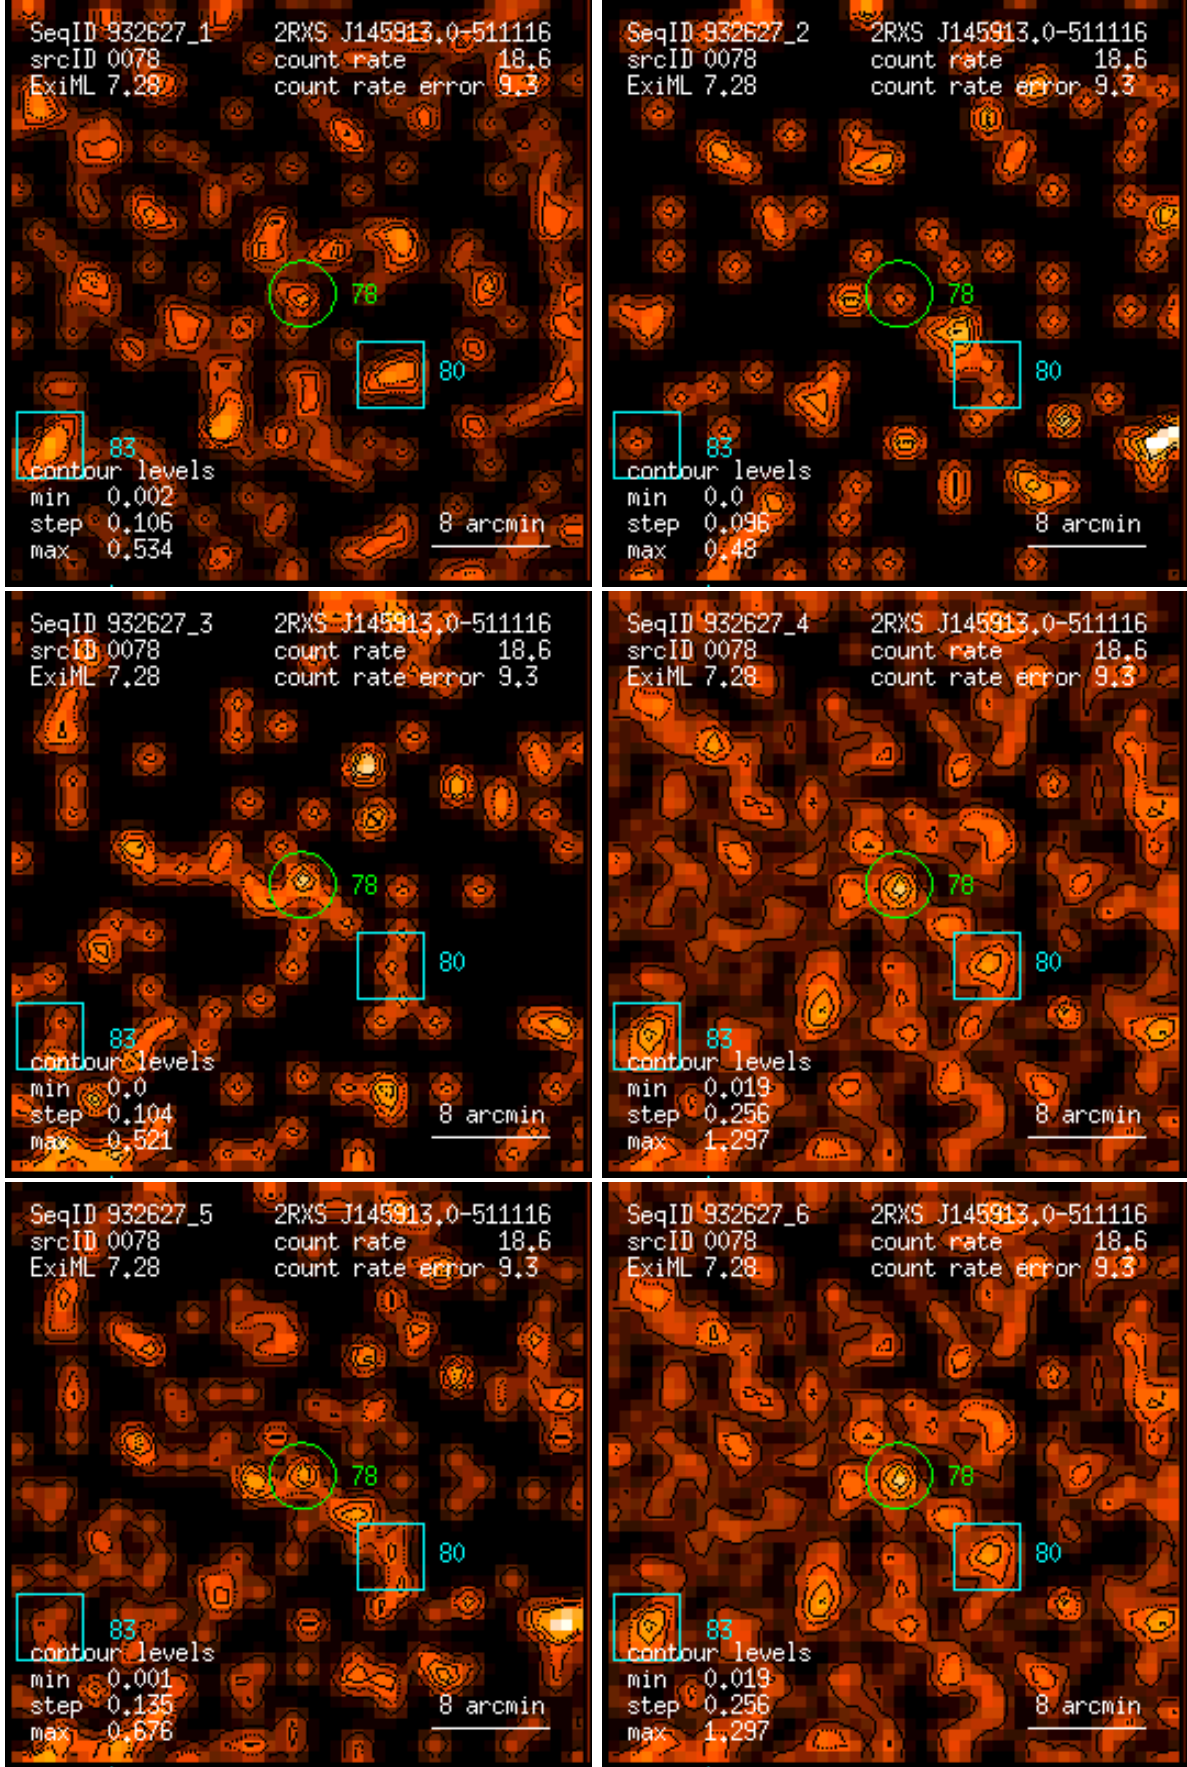 SeqID 932627_1 2RXS J145913.0-511116
srcID 0078 count rate 18.6
ExiML 7.28 count rate error 9.3
78
80
83
contour levels
min 0.002
step 0.106 8 arcmin
max 0.534
SeqID 932627_2 2RXS J145913.0-511116
srcID 0078 count rate 18.6
ExiML 7.28 count rate error 9.3
78
80
83
contour levels
min 0.0
step 0.096 8 arcmin
max 0.48
SeqID 932627_3 2RXS J145913.0-511116
srcID 0078 count rate 18.6
ExiML 7.28 count rate error 9.3
78
80
83
contour levels
min 0.0
step 0.104 8 arcmin
max 0.521
SeqID 932627_4 2RXS J145913.0-511116
srcID 0078 count rate 18.6
ExiML 7.28 count rate error 9.3
78
80
83
contour levels
min 0.019
step 0.256 8 arcmin
max 1.297
SeqID 932627_5 2RXS J145913.0-511116
srcID 0078 count rate 18.6
ExiML 7.28 count rate error 9.3
78
80
83
contour levels
min 0.001
step 0.135 8 arcmin
max 0.676
SeqID 932627_6 2RXS J145913.0-511116
srcID 0078 count rate 18.6
ExiML 7.28 count rate error 9.3
78
80
83
contour levels
min 0.019
step 0.256 8 arcmin
max 1.297